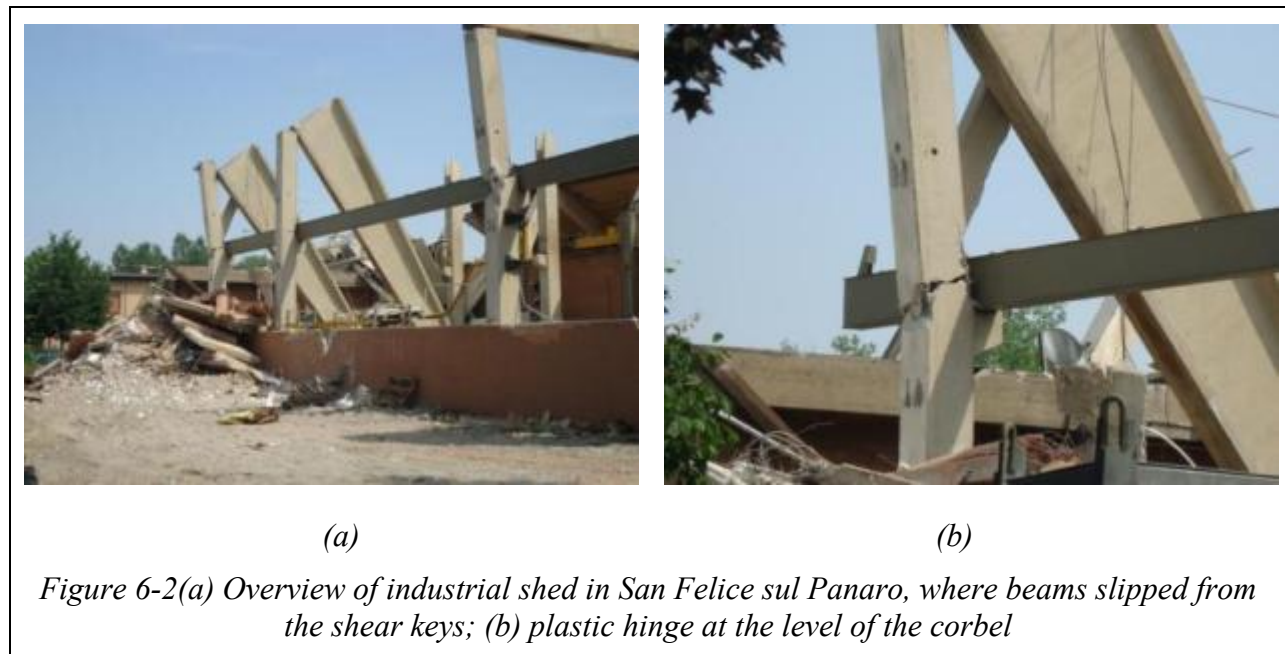 (a)
(b)
Figure 6-2(a) Overview of industrial shed in San Felice sul Panaro, where beams slipped from
the shear keys; (b) plastic hinge at the level of the corbel